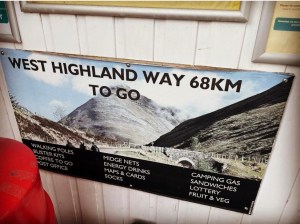 WEST HIGHLAND WAY 68KM
TO GO
WALKING POLES
BLISTER KITS
COFFEE TO GO
POST OFFICE
MIDGE NETS
ENERGY DRINKS
MAPS & CARDS
SOCKS
CAMPING GAS
SANDWICHES
LOTTERY
FRUIT & VEG